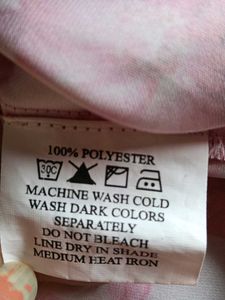 100% POLYESTER
30C
MACHINE WASH COLD
WASH DARK COLORS
SEPARATELY
DO NOT BLEACH
LINE DRY IN SHADE
MEDIUM HEAT IRON